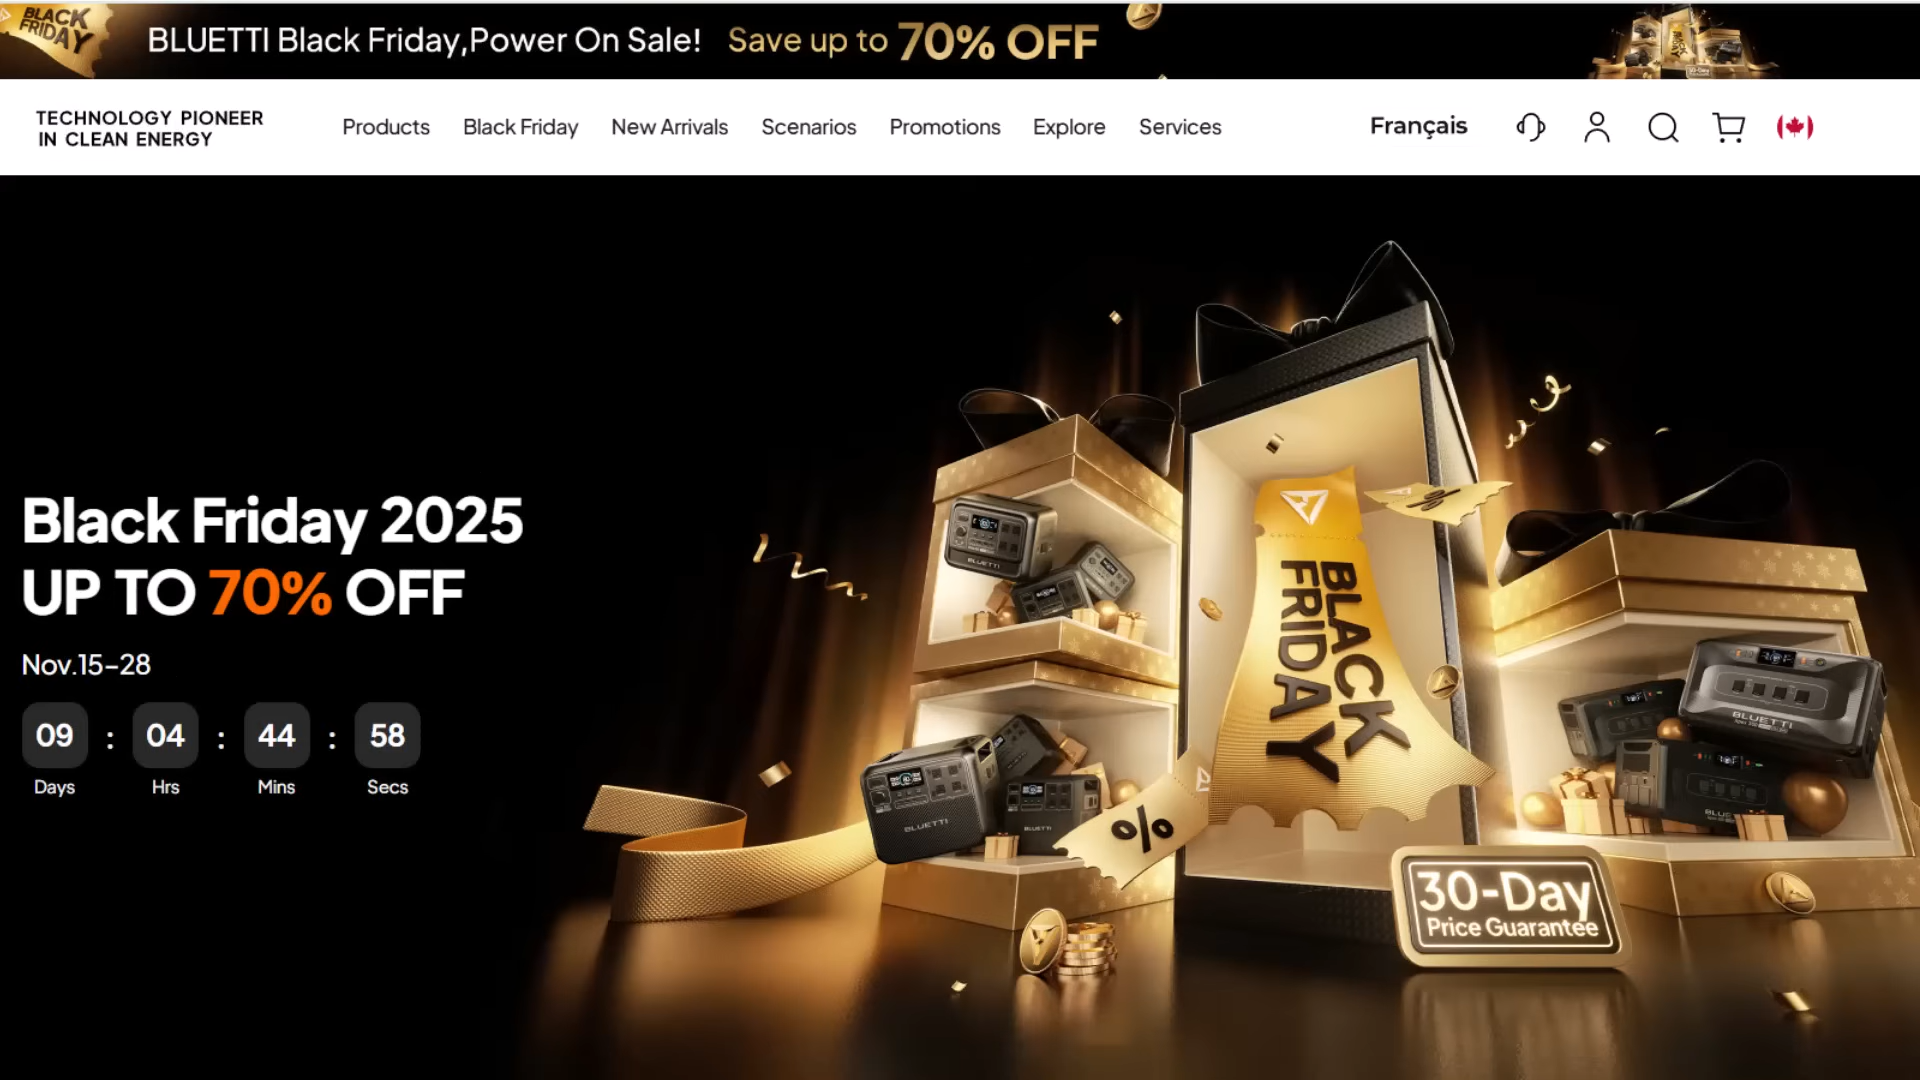 BLACK
FRIDAY
BLUETTI Black Friday,Power On Sale! Save up to 70% OFF
TECHNOLOGY PIONEER
IN CLEAN ENERGY
Products Black Friday New Arrivals Scenarios Promotions Explore Services
Français
Black Friday 2025
UP TO 70% OFF
Nov.15–28
09 : 04 : 44 : 58
Days Hrs Mins Secs
BLUETTI
BLUETTI
BLUETTI
%
%
BLACK
FRIDAY
BLUETTI
30-Day
Price Guarantee